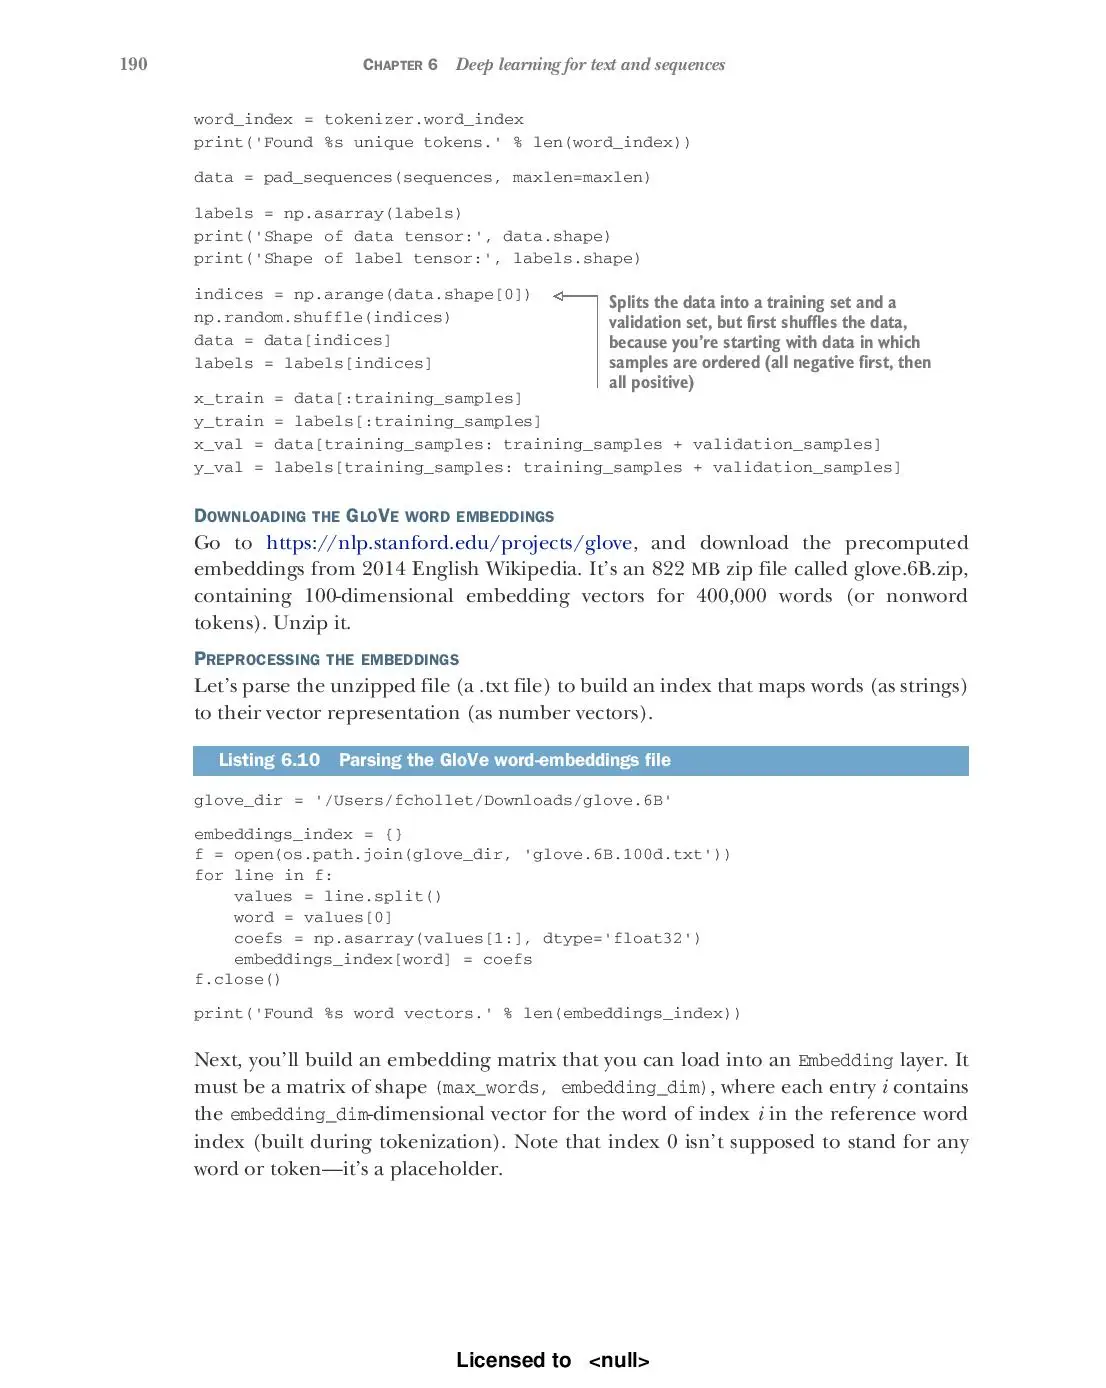 190 CHAPTER 6 Deep learning for text and sequences
word_index = tokenizer.word_index
print('Found %s unique tokens.' % len(word_index))
data = pad_sequences(sequences, maxlen=maxlen)
labels = np.asarray(labels)
print('Shape of data tensor:', data.shape)
print('Shape of label tensor:', labels.shape)
indices = np.arange(data.shape[0])
np.random.shuffle(indices)
data = data[indices]
labels = labels[indices]
Splits the data into a training set and a
validation set, but first shuffles the data,
because you're starting with data in which
samples are ordered (all negative first, then
all positive)
x_train = data[:training_samples]
y_train = labels[:training_samples]
x_val = data[training_samples: training_samples + validation_samples]
y_val = labels[training_samples: training_samples + validation_samples]
DOWNLOADING THE GLOVE WORD EMBEDDINGS
Go to https://nlp.stanford.edu/projects/glove, and download the precomputed
embeddings from 2014 English Wikipedia. It's an 822 MB zip file called glove.6B.zip,
containing 100-dimensional embedding vectors for 400,000 words (or nonword
tokens). Unzip it.
PREPROCESSING THE EMBEDDINGS
Let's parse the unzipped file (a .txt file) to build an index that maps words (as strings)
to their vector representation (as number vectors).
Listing 6.10 Parsing the GloVe word-embeddings file
glove_dir = '/Users/fchollet/Downloads/glove.6B'
embeddings_index = {}
f = open(os.path.join(glove_dir, 'glove.6B.100d.txt'))
for line in f:
    values = line.split()
    word = values[0]
    coefs = np.asarray(values[1:], dtype='float32')
    embeddings_index[word] = coefs
f.close()
print('Found %s word vectors.' % len(embeddings_index))
Next, you'll build an embedding matrix that you can load into an Embedding layer. It
must be a matrix of shape (max_words, embedding_dim), where each entry i contains
the embedding_dim-dimensional vector for the word of index i in the reference word
index (built during tokenization). Note that index 0 isn't supposed to stand for any
word or token—it's a placeholder.
Licensed to <null>